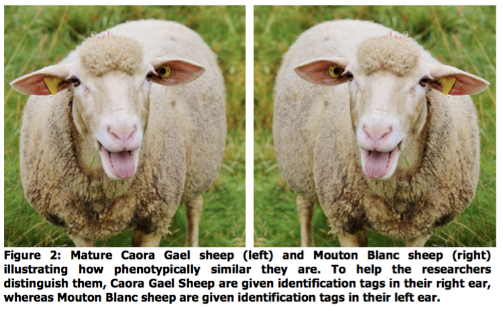 Figure 2: Mature Caora Gael sheep (left) and Mouton Blanc sheep (right)
illustrating how phenotypically similar they are. To help the researchers
distinguish them, Caora Gael Sheep are given identification tags in their right ear,
whereas Mouton Blanc sheep are given identification tags in their left ear.